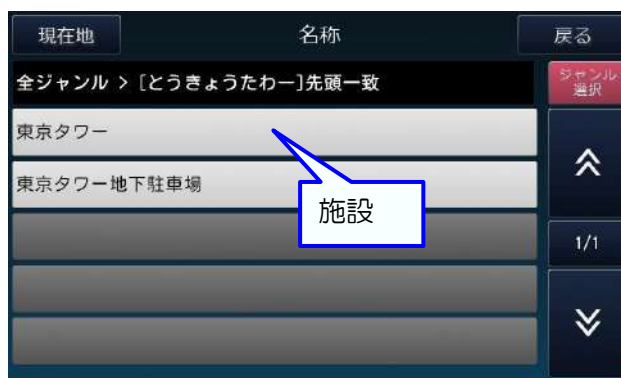 現在地
名称
戻る
全ジャンル > [とうきょうたわー]先頭一致
ジャンル
選択
東京タワー
東京タワー地下駐車場
施設
1/1